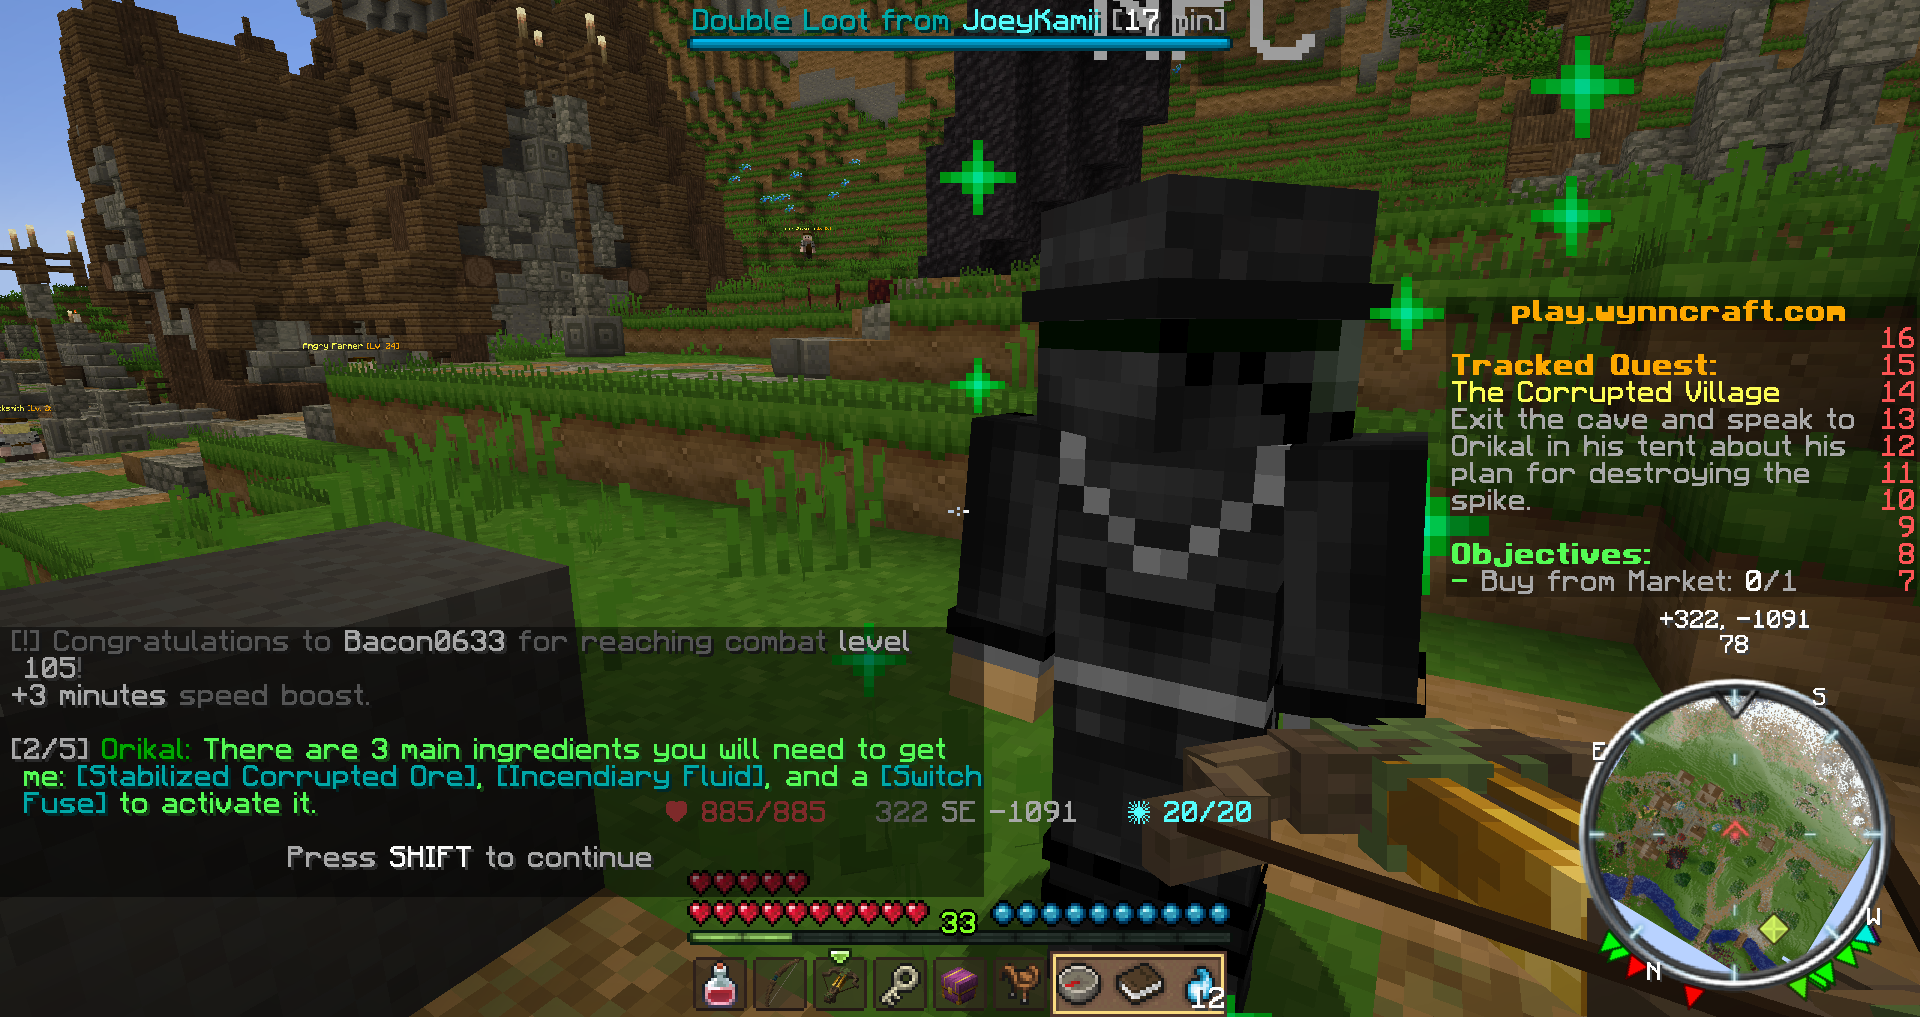 Double Loot from JoeyKamii [17 min]
Angry Farmer [Lv. 24]
play.wynncraft.com
16
Tracked Quest: 15
The Corrupted Village 14
Exit the cave and speak to 13
Orikal in his tent about his 12
plan for destroying the 11
spike. 10
9
Objectives: 8
- Buy from Market: 0/1 7
+322, -1091
78
[!] Congratulations to Bacon0633 for reaching combat level
105!
+3 minutes speed boost.
[2/5] Orikal: There are 3 main ingredients you will need to get
me: [Stabilized Corrupted Ore], [Incendiary Fluid], and a [Switch
Fuse] to activate it.
Press SHIFT to continue
885/885 322 SE -1091 20/20
33
12
S
E
W
N